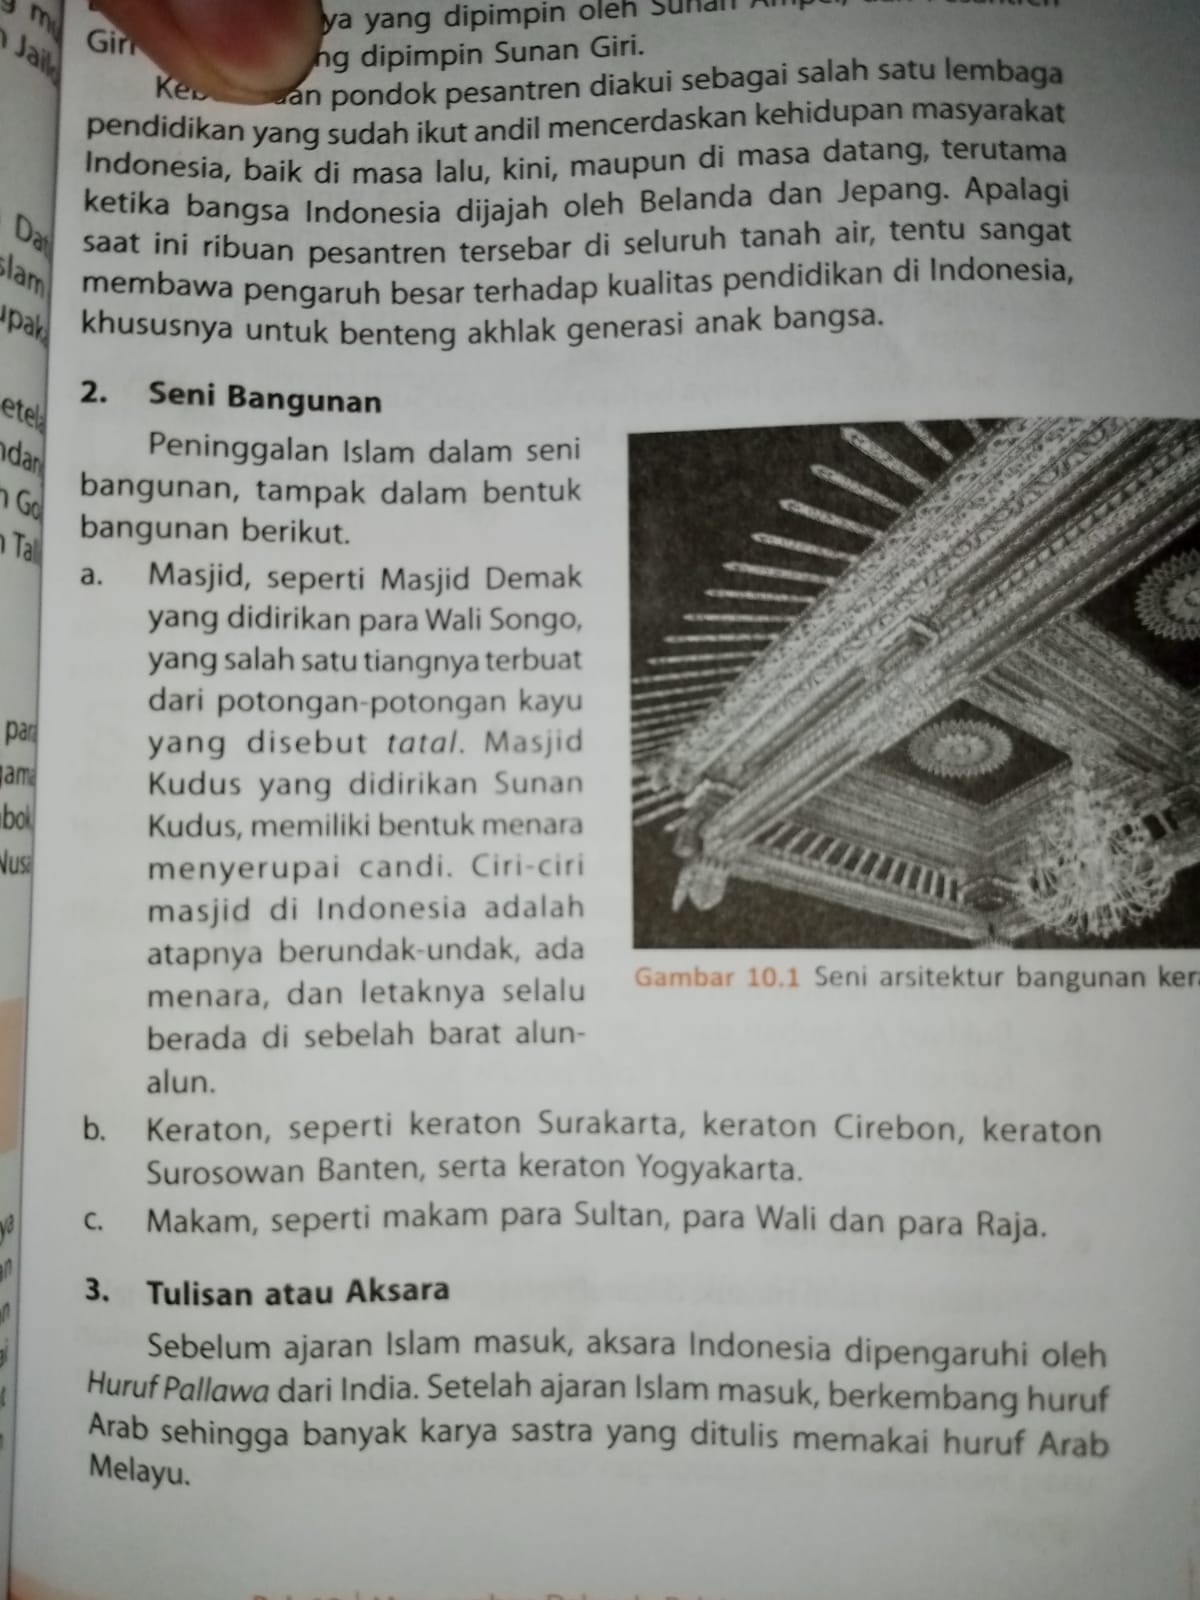 ya yang dipimpin oleh Sunan
Giri ng dipimpin Sunan Giri.
an pondok pesantren diakui sebagai salah satu lembaga
pendidikan yang sudah ikut andil mencerdaskan kehidupan masyarakat
Indonesia, baik di masa lalu, kini, maupun di masa datang, terutama
ketika bangsa Indonesia dijajah oleh Belanda dan Jepang. Apalagi
saat ini ribuan pesantren tersebar di seluruh tanah air, tentu sangat
membawa pengaruh besar terhadap kualitas pendidikan di Indonesia,
khususnya untuk benteng akhlak generasi anak bangsa.
2. Seni Bangunan
Peninggalan Islam dalam seni
bangunan, tampak dalam bentuk
bangunan berikut.
a. Masjid, seperti Masjid Demak
yang didirikan para Wali Songo,
yang salah satu tiangnya terbuat
dari potongan-potongan kayu
yang disebut tatal. Masjid
Kudus yang didirikan Sunan
Kudus, memiliki bentuk menara
menyerupai candi. Ciri-ciri
masjid di Indonesia adalah
atapnya berundak-undak, ada
menara, dan letaknya selalu
berada di sebelah barat alun-
alun.
Gambar 10.1 Seni arsitektur bangunan ker
b. Keraton, seperti keraton Surakarta, keraton Cirebon, keraton
Surosowan Banten, serta keraton Yogyakarta.
c. Makam, seperti makam para Sultan, para Wali dan para Raja.
3. Tulisan atau Aksara
Sebelum ajaran Islam masuk, aksara Indonesia dipengaruhi oleh
Huruf Pallawa dari India. Setelah ajaran Islam masuk, berkembang huruf
Arab sehingga banyak karya sastra yang ditulis memakai huruf Arab
Melayu.